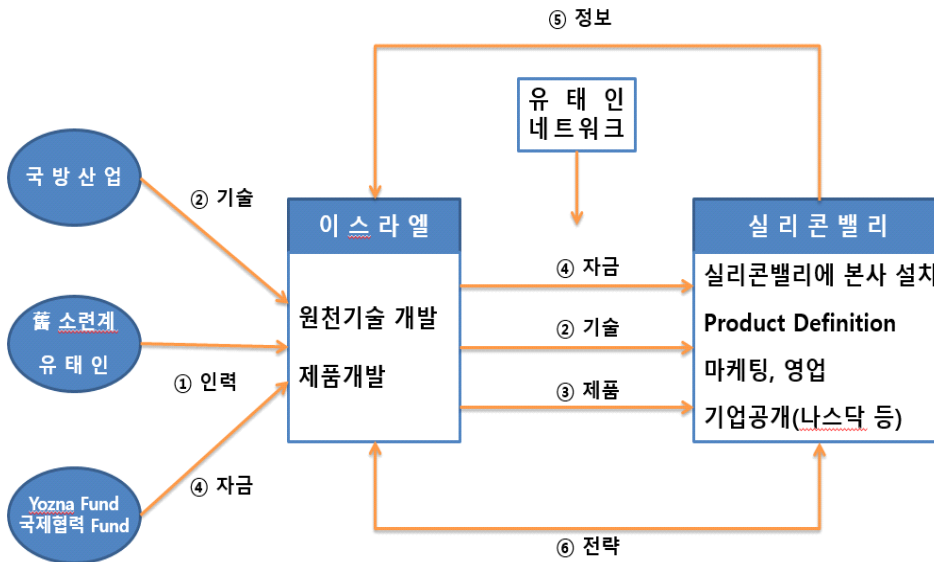 ⑤ 정보
유 태 인
네트워크
국 방 산 업
② 기술
이 스 라 엘
실 리 콘 밸 리
④ 자금
실리콘밸리에 본사 설치
원천기술 개발
舊 소련계
유 태 인
② 기술
Product Definition
제품개발
① 인력
마케팅, 영업
③ 제품
기업공개(나스닥 등)
④ 자금
Yozna Fund
국제협력 Fund
⑥ 전략